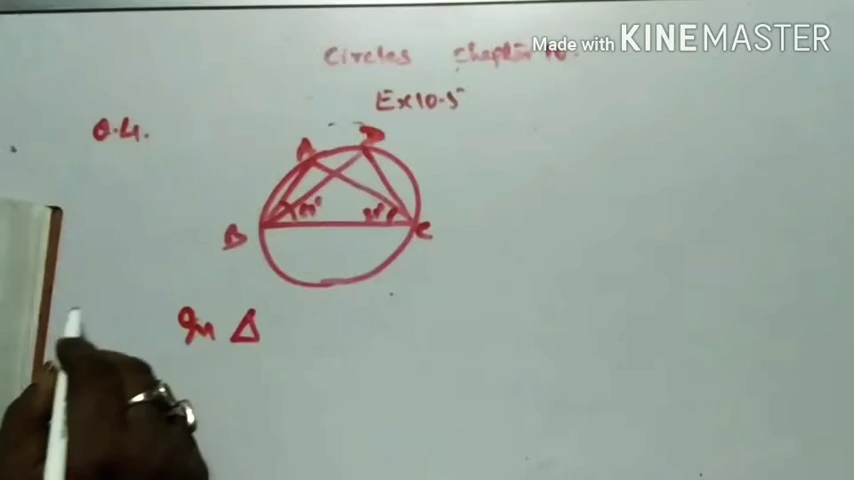 Made with KINEMASTER
Circles Chapter 10.
Ex 10.5
Q.4.
A D
B C
In Δ